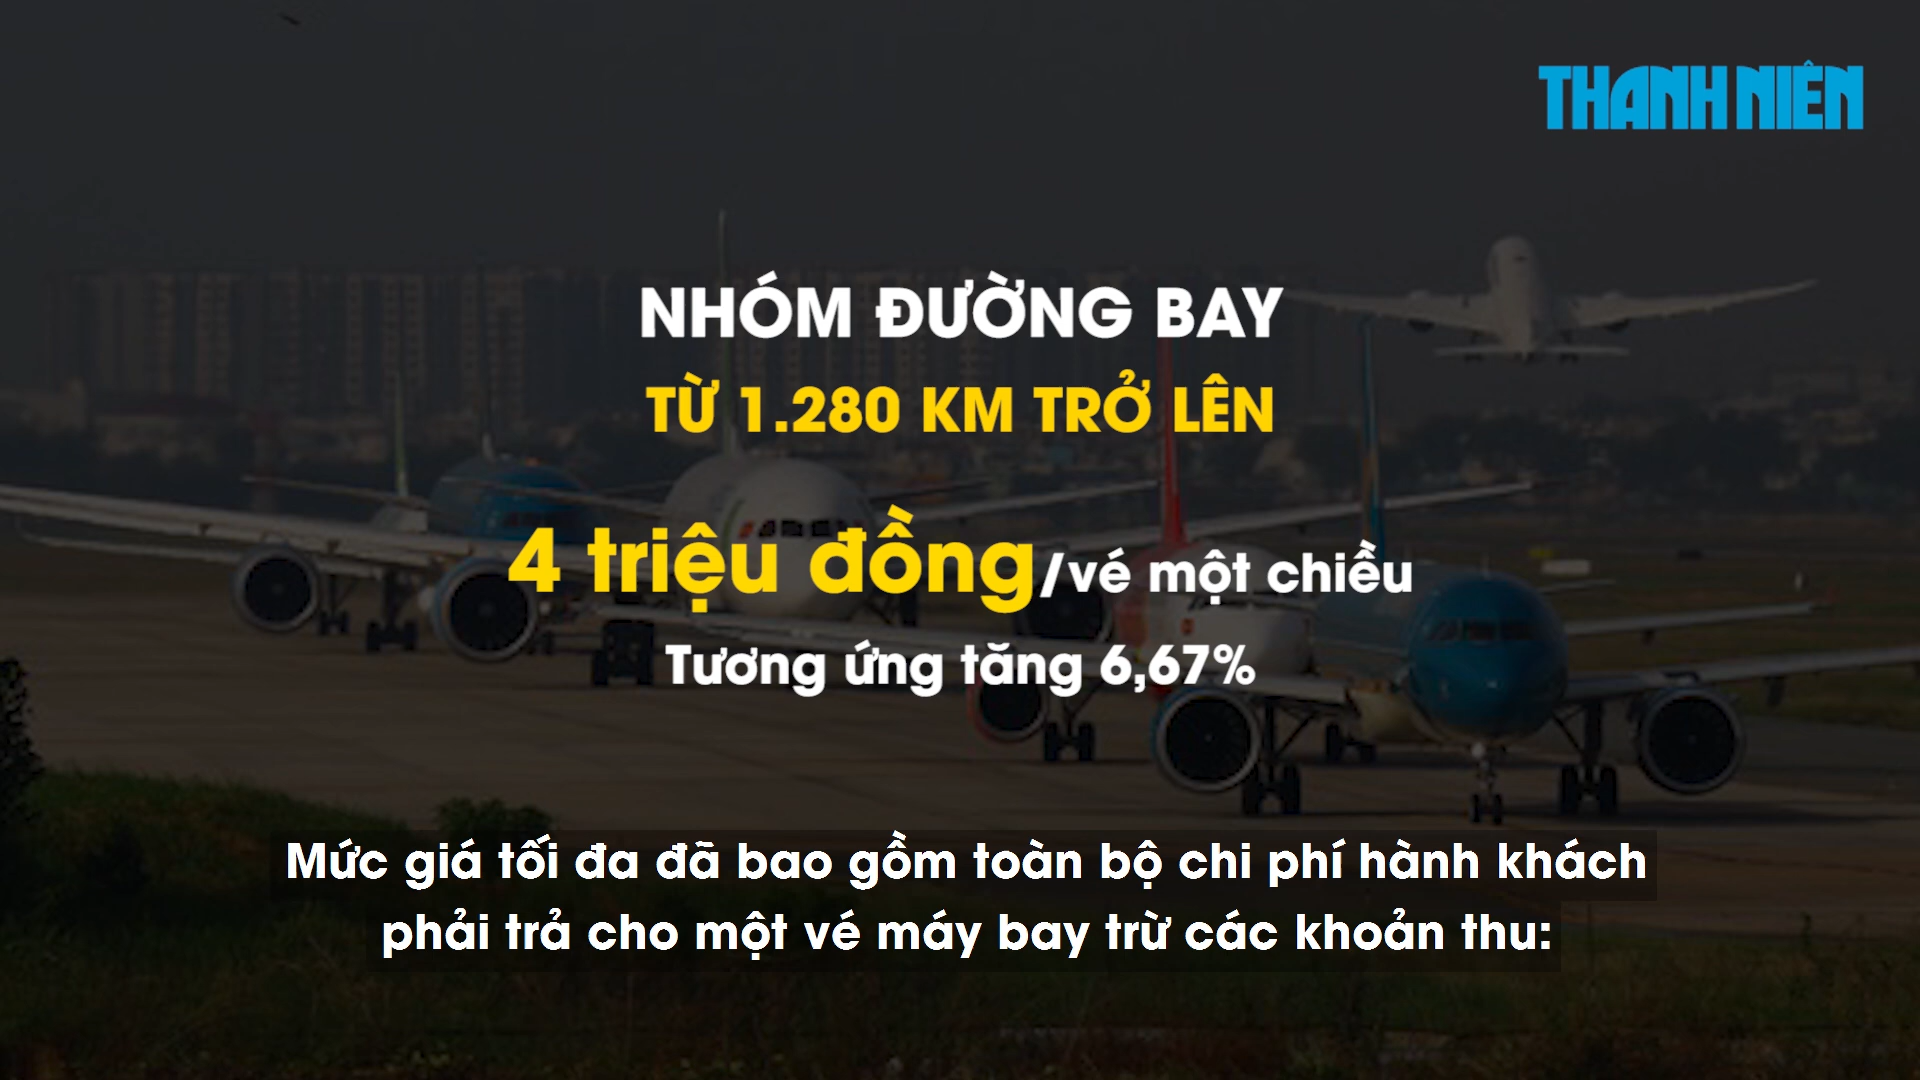 THANH NIÊN
NHÓM ĐƯỜNG BAY
TỪ 1.280 KM TRỞ LÊN
4 triệu đồng/vé một chiều
Tương ứng tăng 6,67%
Mức giá tối đa đã bao gồm toàn bộ chi phí hành khách
phải trả cho một vé máy bay trừ các khoản thu: